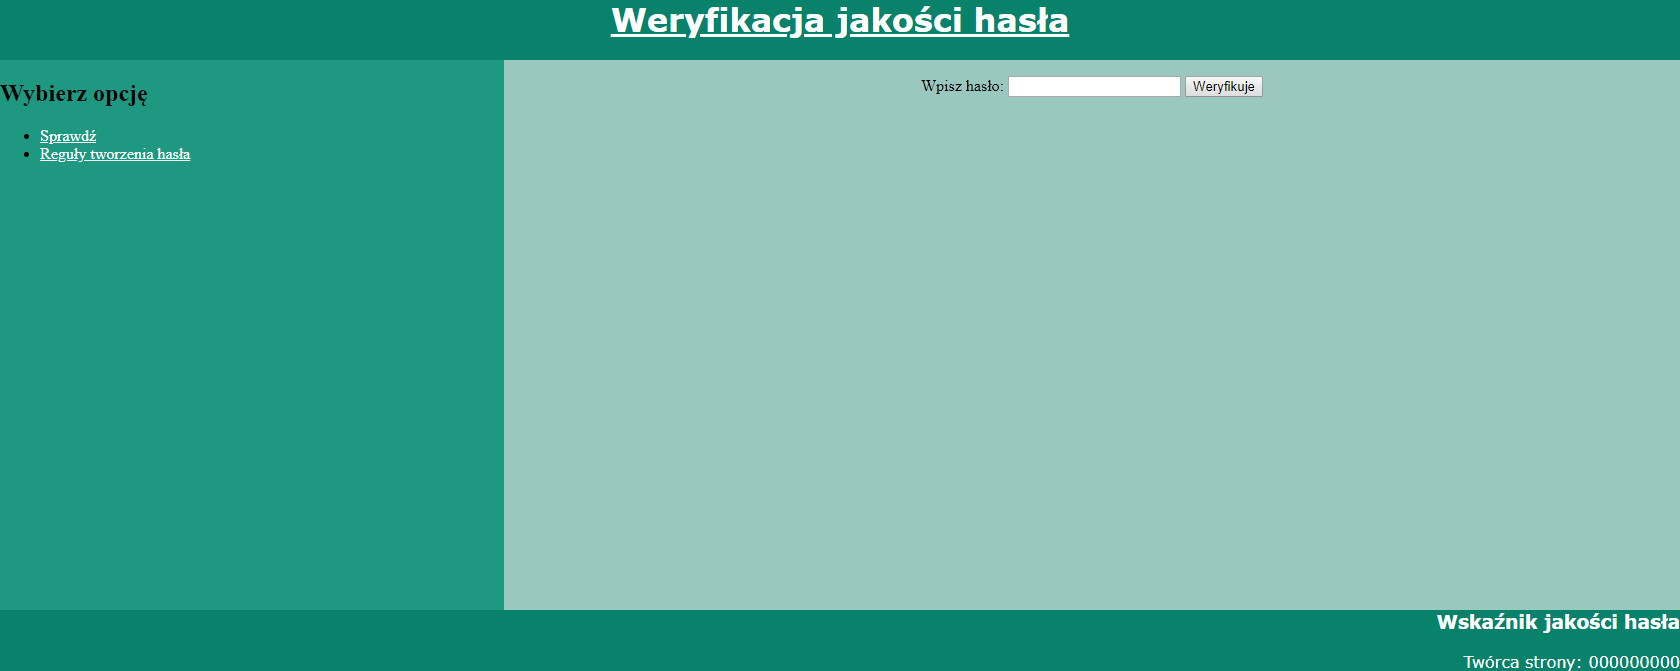 Weryfikacja jakości hasła
Wybierz opcję
Sprawdź
Reguły tworzenia hasła
Wpisz hasło: Weryfikuje
Wskaźnik jakości hasła
Twórca strony: 000000000